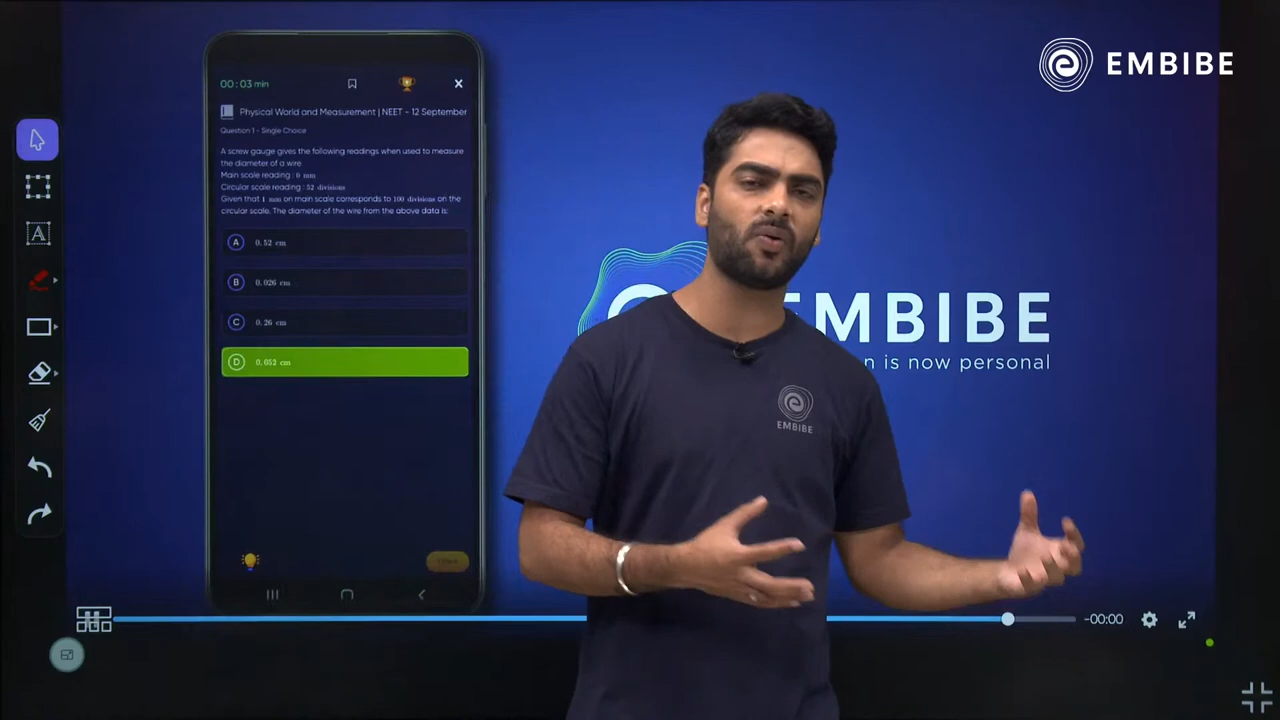 EMBIBE
00:03 min
Physical World and Measurement | NEET - 12 September
Question 1 - Single Choice
A screw gauge gives the following readings when used to measure
the diameter of a wire
Main scale reading : 0 mm
Circular scale reading : 52 divisions
Given that 1 mm on main scale corresponds to 100 divisions on the
circular scale. The diameter of the wire from the above data is:
A 0.52 cm
B 0.026 cm
C 0.26 cm
D 0.052 cm
EMBIBE
n is now personal
EMBIBE
-00:00
A